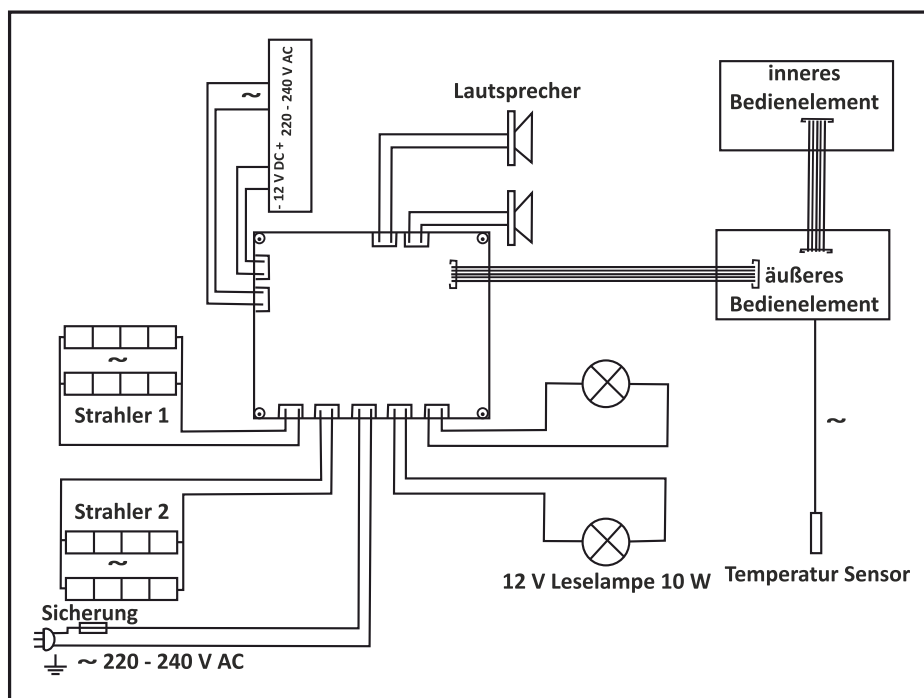 - 12 V DC + 220 - 240 V AC
~
Lautsprecher
inneres
Bedienelement
äußeres
Bedienelement
~
Strahler 1
~
Strahler 2
~
12 V Leselampe 10 W
Temperatur Sensor
Sicherung
~ 220 - 240 V AC